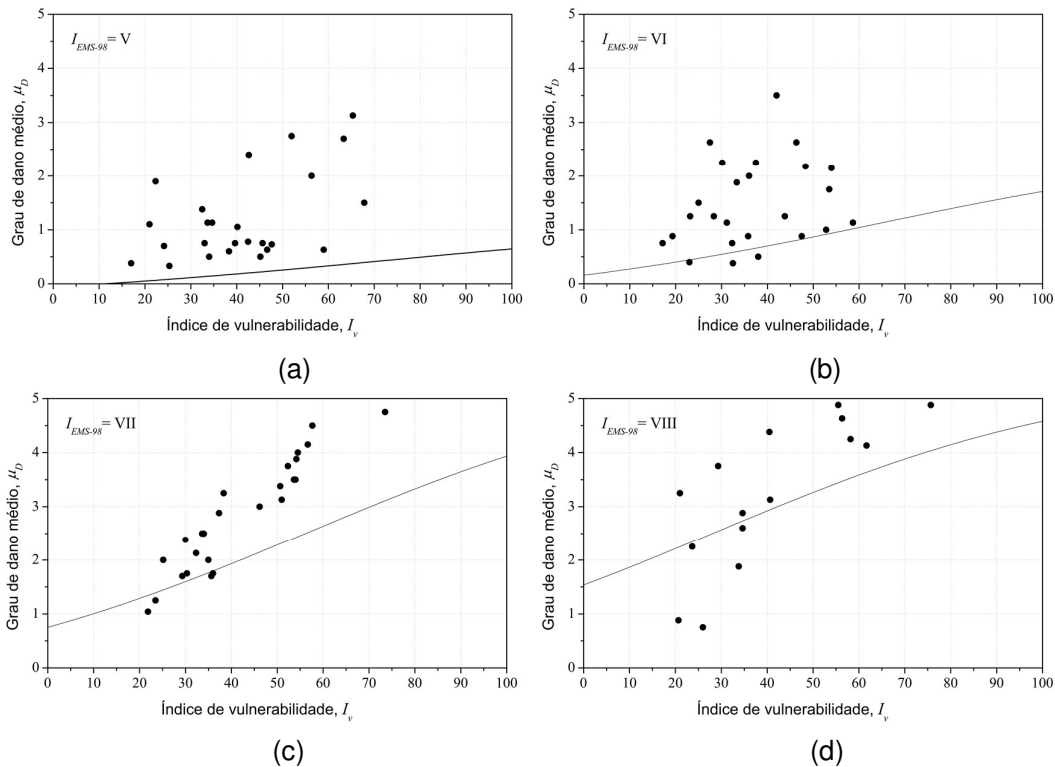 I_EMS-98 = V
Grau de dano médio, μ_D
5
4
3
2
1
0
0 10 20 30 40 50 60 70 80 90 100
Índice de vulnerabilidade, I_v
(a)
I_EMS-98 = VI
Grau de dano médio, μ_D
5
4
3
2
1
0
0 10 20 30 40 50 60 70 80 90 100
Índice de vulnerabilidade, I_v
(b)
I_EMS-98 = VII
Grau de dano médio, μ_D
5
4
3
2
1
0
0 10 20 30 40 50 60 70 80 90 100
Índice de vulnerabilidade, I_v
(c)
I_EMS-98 = VIII
Grau de dano médio, μ_D
5
4
3
2
1
0
0 10 20 30 40 50 60 70 80 90 100
Índice de vulnerabilidade, I_v
(d)